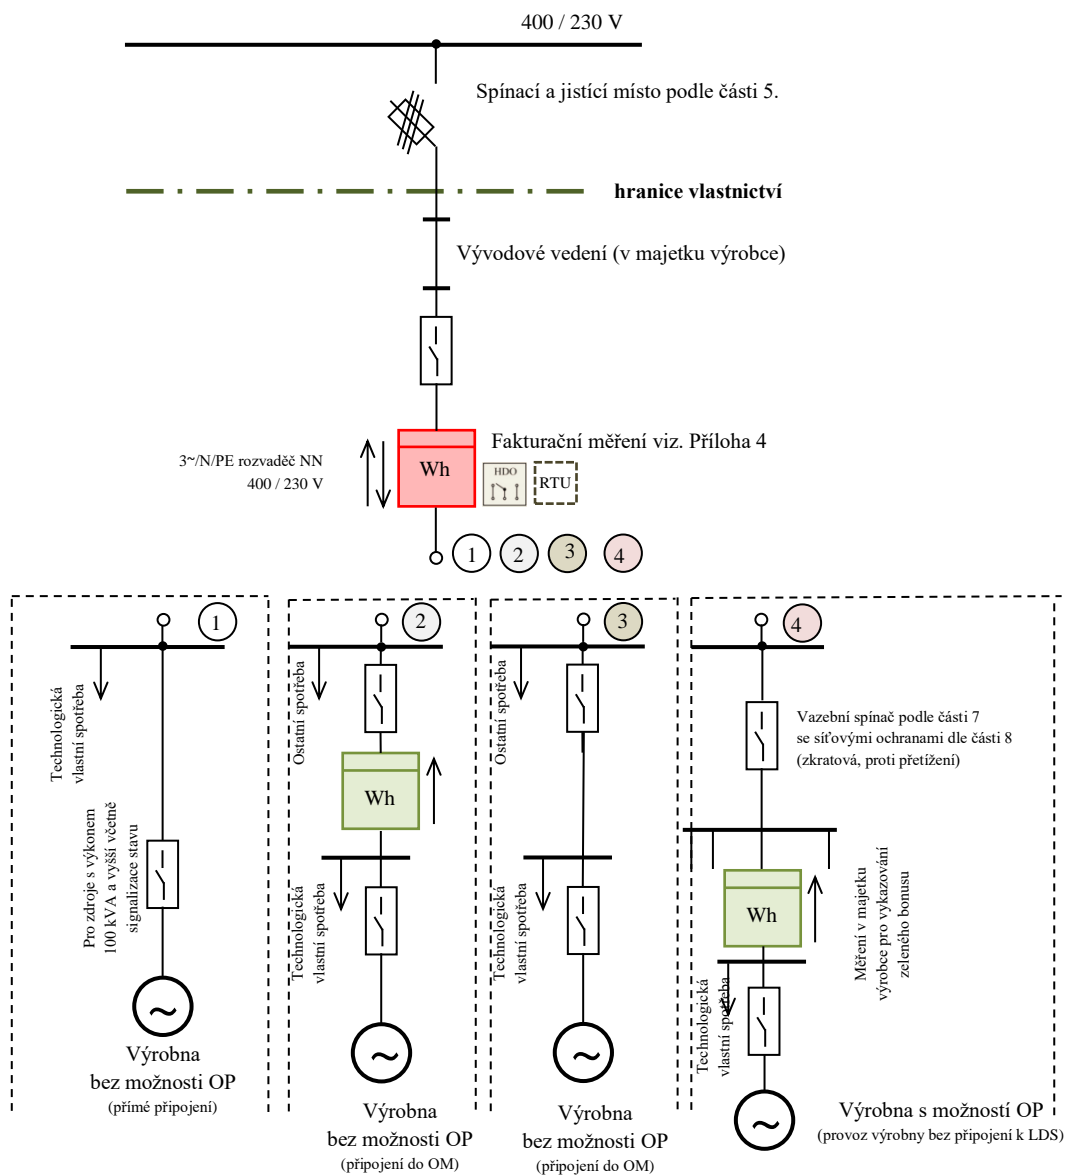 400 / 230 V
Spínací a jistící místo podle části 5.
hranice vlastnictví
Vývodové vedení (v majetku výrobce)
Fakturační měření viz. Příloha 4
3~/N/PE rozvaděč NN
400 / 230 V
Wh
HDO
RTU
1
2
3
4
1
Technologická
vlastní spotřeba
Pro zdroje s výkonem
100 kVA a vyšší včetně
signalizace stavu
~
Výrobna
bez možnosti OP
(přímé připojení)
2
Ostatní spotřeba
Wh
Technologická
vlastní spotřeba
~
Výrobna
bez možnosti OP
(připojení do OM)
3
Ostatní spotřeba
Technologická
vlastní spotřeba
~
Výrobna
bez možnosti OP
(připojení do OM)
4
Vazební spínač podle části 7
se síťovými ochranami dle části 8
(zkratová, proti přetížení)
Wh
Měření v majetku
výrobce pro vykazování
zeleného bonusu
Technologická
vlastní spotřeba
~
Výrobna s možností OP
(provoz výrobny bez připojení k LDS)